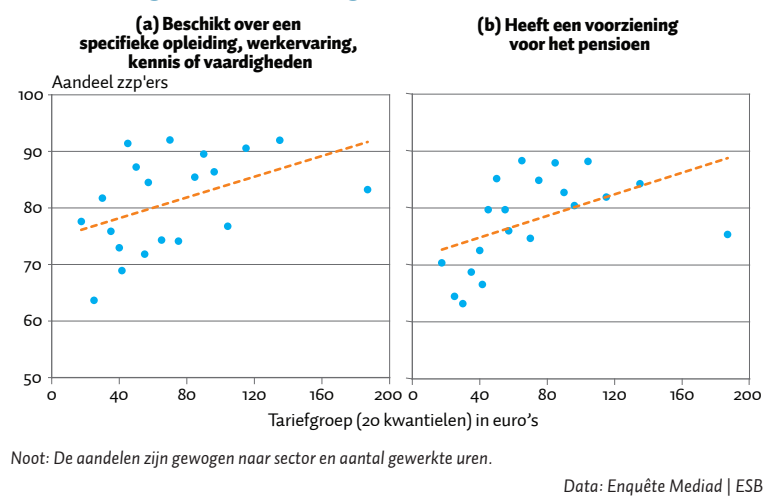 (a) Beschikt over een
specifieke opleiding, werkervaring,
kennis of vaardigheden
(b) Heeft een voorziening
voor het pensioen
Aandeel zzp'ers
100
90
80
70
60
50
0 40 80 120 160 200
0 40 80 120 160 200
Tariefgroep (20 kwantielen) in euro's
Noot: De aandelen zijn gewogen naar sector en aantal gewerkte uren.
Data: Enquête Mediad | ESB